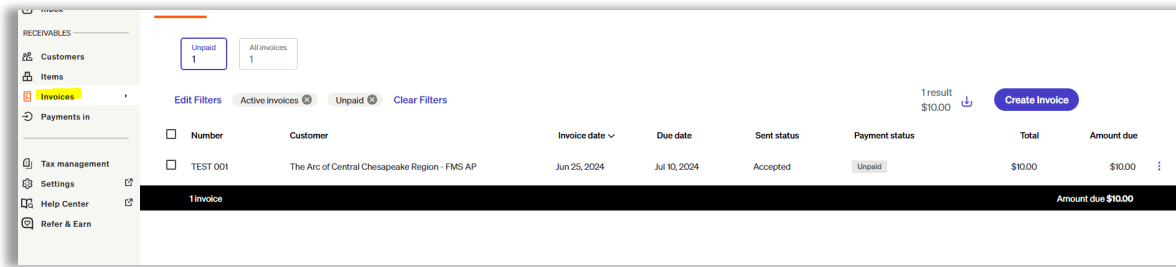 Inbox
RECEIVABLES
Customers
Items
Invoices
Payments in
Tax management
Settings
Help Center
Refer & Earn
Unpaid
1
All invoices
1
Edit Filters Active invoices Unpaid Clear Filters
1 result
$10.00
Create Invoice
Number Customer Invoice date Due date Sent status Payment status Total Amount due
TEST 001 The Arc of Central Chesapeake Region - FMS AP Jun 25, 2024 Jul 10, 2024 Accepted Unpaid $10.00 $10.00
1 invoice Amount due $10.00